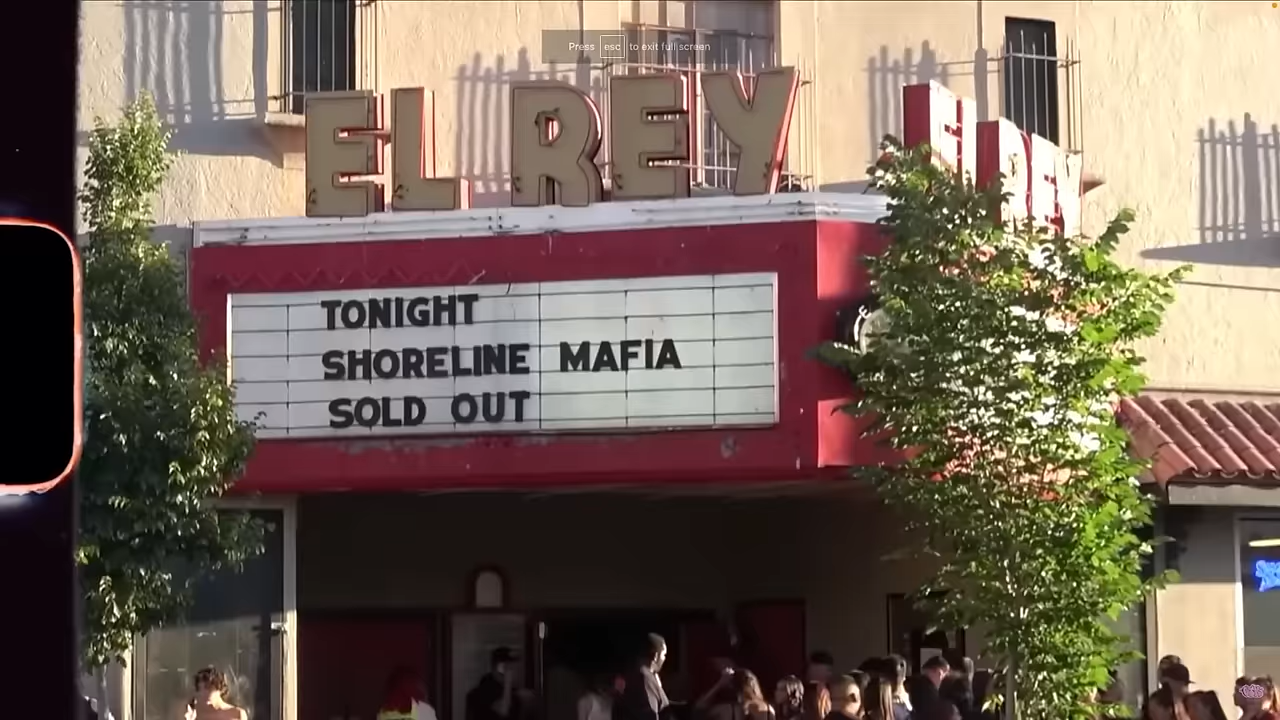 Press esc to exit full screen
EL REY
TONIGHT
SHORELINE MAFIA
SOLD OUT